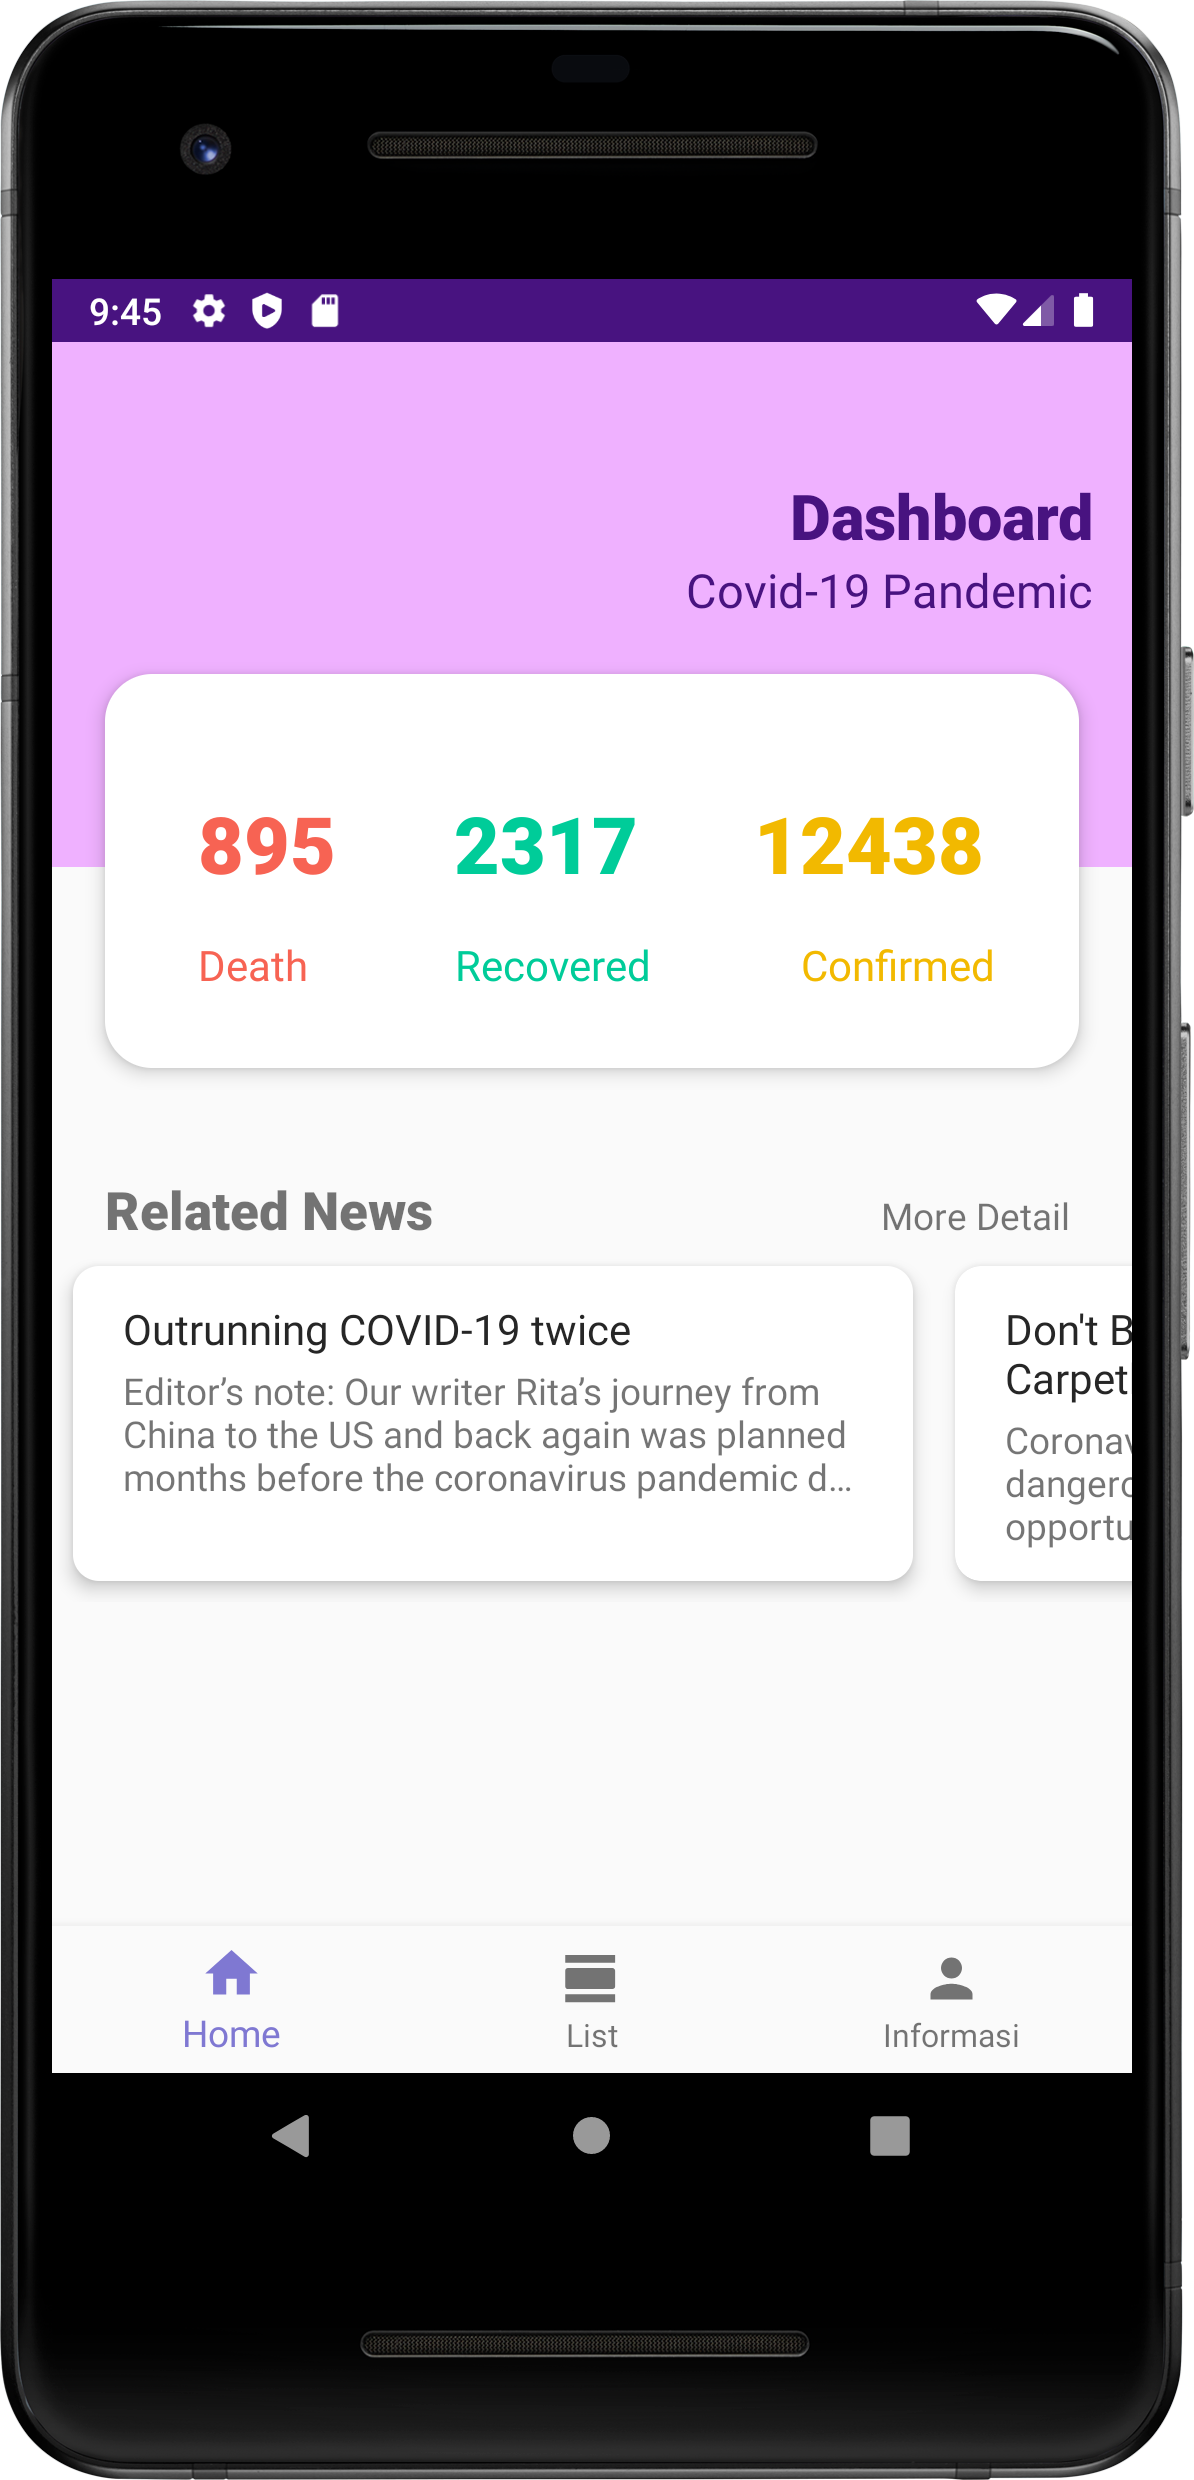 9:45
Dashboard
Covid-19 Pandemic
895
2317
12438
Death
Recovered
Confirmed
Related News
More Detail
Outrunning COVID-19 twice
Editor’s note: Our writer Rita’s journey from
China to the US and back again was planned
months before the coronavirus pandemic d…
Don't B
Carpet
Coronav
dangero
opportu
Home
List
Informasi